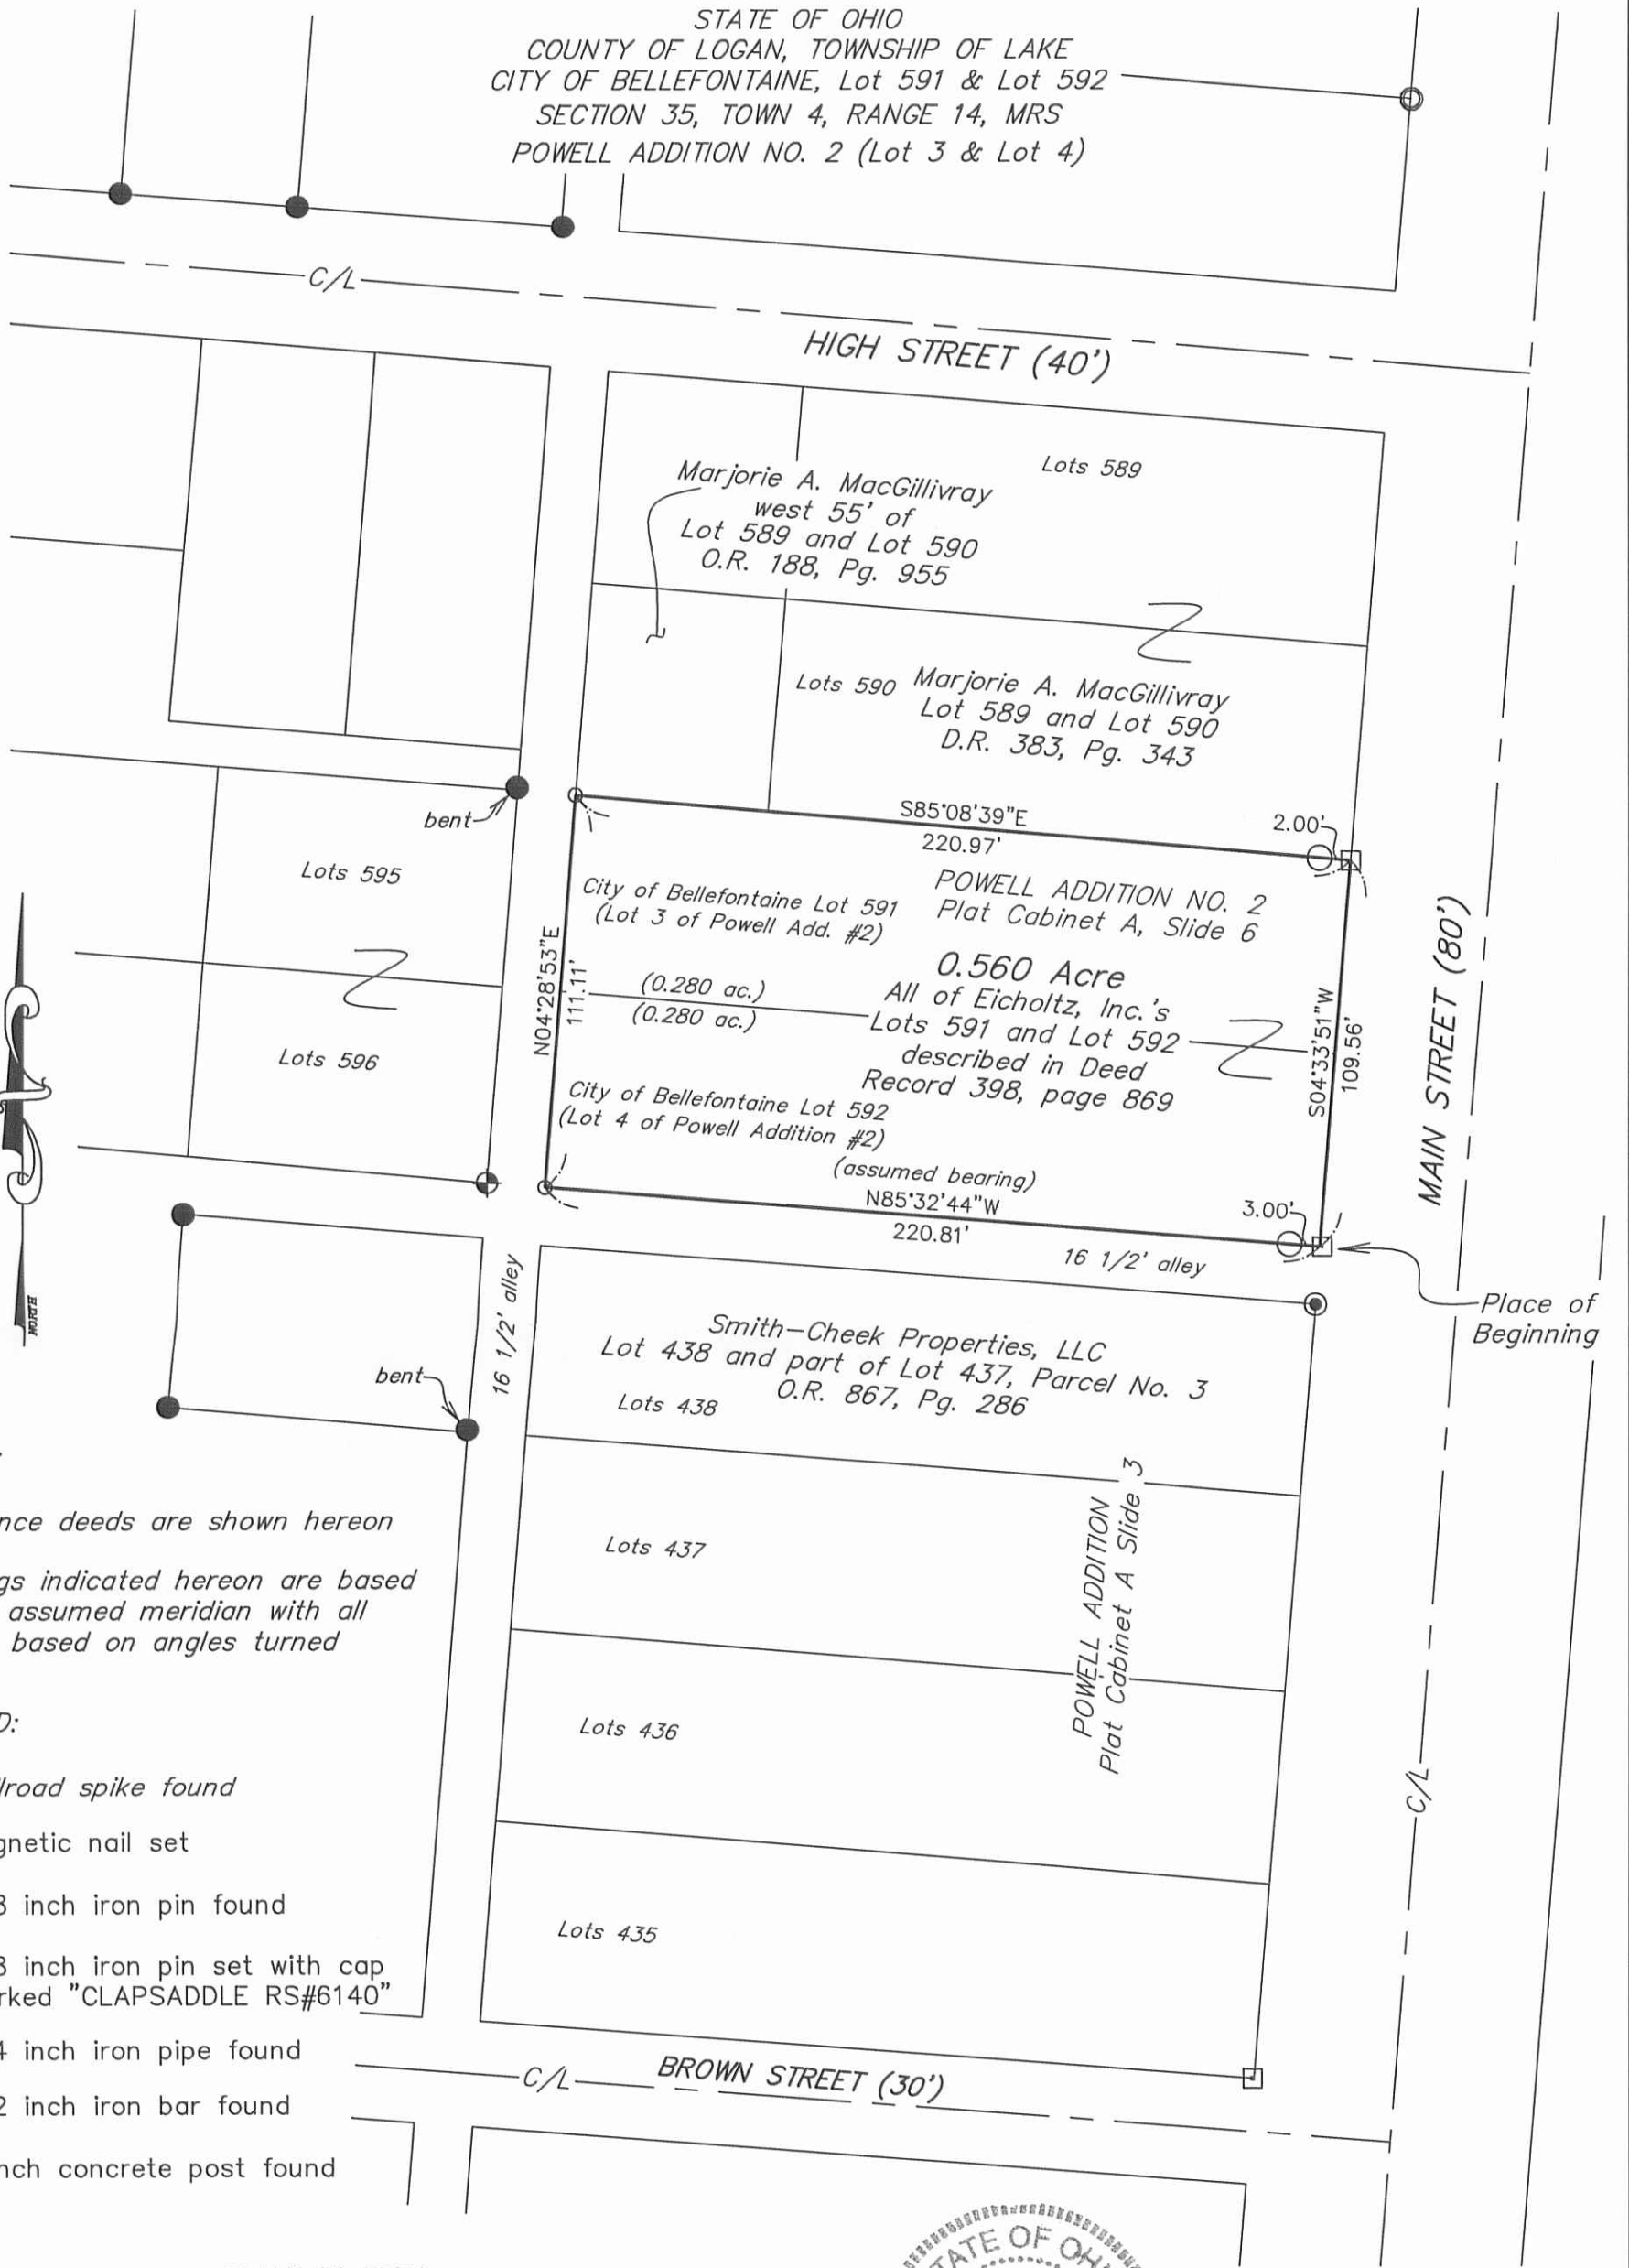 STATE OF OHIO
COUNTY OF LOGAN, TOWNSHIP OF LAKE
CITY OF BELLEFONTAINE, Lot 591 & Lot 592
SECTION 35, TOWN 4, RANGE 14, MRS
POWELL ADDITION NO. 2 (Lot 3 & Lot 4)
C/L
HIGH STREET (40')
Lots 589
Marjorie A. MacGillivray
west 55' of
Lot 589 and Lot 590
O.R. 188, Pg. 955
Lots 590
Marjorie A. MacGillivray
Lot 589 and Lot 590
D.R. 383, Pg. 343
bent
S85°08'39"E
220.97'
2.00'
Lots 595
City of Bellefontaine Lot 591
(Lot 3 of Powell Add. #2)
POWELL ADDITION NO. 2
Plat Cabinet A, Slide 6
N04°28'53"E
111.11'
(0.280 ac.)
(0.280 ac.)
0.560 Acre
All of Eicholtz, Inc.'s
Lots 591 and Lot 592
described in Deed
Record 398, page 869
S04°33'51"W
109.56'
MAIN STREET (80')
Lots 596
City of Bellefontaine Lot 592
(Lot 4 of Powell Addition #2)
(assumed bearing)
N85°32'44"W
220.81'
3.00'
16 1/2' alley
Place of
Beginning
NORTH
16 1/2' alley
bent
Smith-Cheek Properties, LLC
Lot 438 and part of Lot 437, Parcel No. 3
O.R. 867, Pg. 286
Lots 438
POWELL ADDITION
Plat Cabinet A Slide 3
Lots 437
Lots 436
Lots 435
C/L
nce deeds are shown hereon
gs indicated hereon are based
assumed meridian with all
based on angles turned
D:
lroad spike found
gnetic nail set
8 inch iron pin found
8 inch iron pin set with cap
rked "CLAPSADDLE RS#6140"
4 inch iron pipe found
2 inch iron bar found
nch concrete post found
C/L
BROWN STREET (30')
TATE OF OH